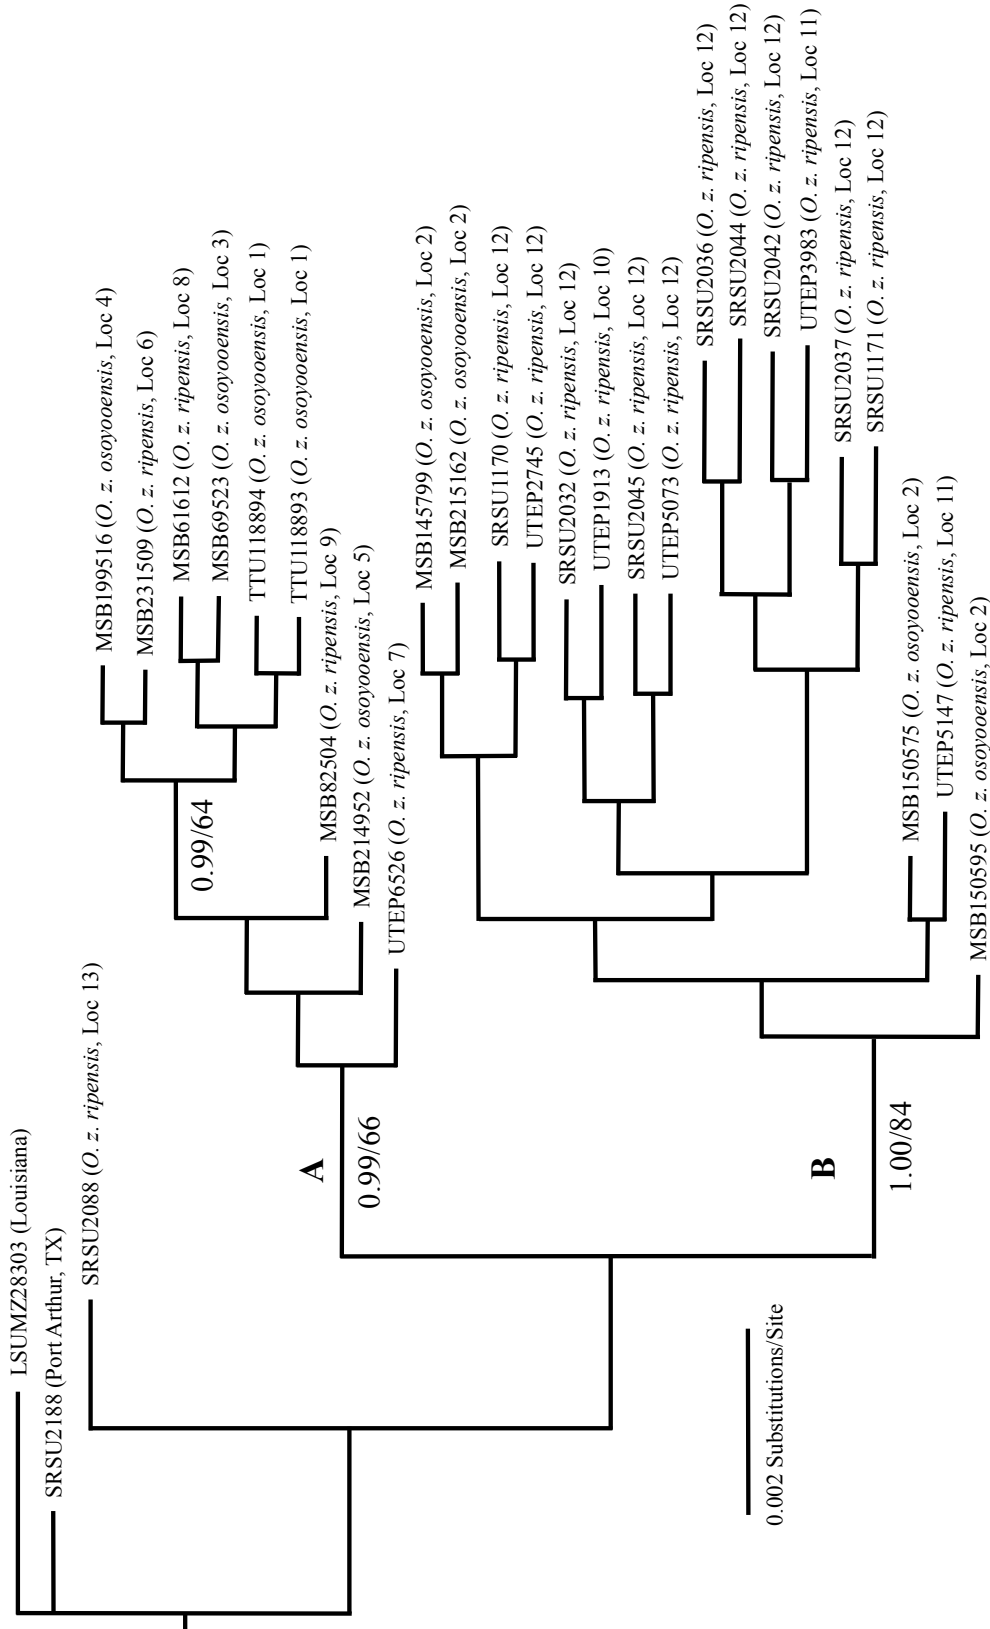 LSUMZ28303 (Louisiana)
SRSU2188 (Port Arthur, TX)
SRSU2088 (O. z. ripensis, Loc 13)
MSB199516 (O. z. osoyooensis, Loc 4)
MSB231509 (O. z. ripensis, Loc 6)
MSB61612 (O. z. ripensis, Loc 8)
MSB69523 (O. z. osoyooensis, Loc 3)
TTU118894 (O. z. osoyooensis, Loc 1)
TTU118893 (O. z. osoyooensis, Loc 1)
0.99/64
MSB82504 (O. z. ripensis, Loc 9)
MSB214952 (O. z. osoyooensis, Loc 5)
UTEP6526 (O. z. ripensis, Loc 7)
A
0.99/66
MSB145799 (O. z. osoyooensis, Loc 2)
MSB215162 (O. z. osoyooensis, Loc 2)
SRSU1170 (O. z. ripensis, Loc 12)
UTEP2745 (O. z. ripensis, Loc 12)
SRSU2032 (O. z. ripensis, Loc 12)
UTEP1913 (O. z. ripensis, Loc 10)
SRSU2045 (O. z. ripensis, Loc 12)
UTEP5073 (O. z. ripensis, Loc 12)
SRSU2036 (O. z. ripensis, Loc 12)
SRSU2044 (O. z. ripensis, Loc 12)
SRSU2042 (O. z. ripensis, Loc 12)
UTEP3983 (O. z. ripensis, Loc 11)
SRSU2037 (O. z. ripensis, Loc 12)
SRSU1171 (O. z. ripensis, Loc 12)
MSB150575 (O. z. osoyooensis, Loc 2)
UTEP5147 (O. z. ripensis, Loc 11)
MSB150595 (O. z. osoyooensis, Loc 2)
B
1.00/84
0.002 Substitutions/Site